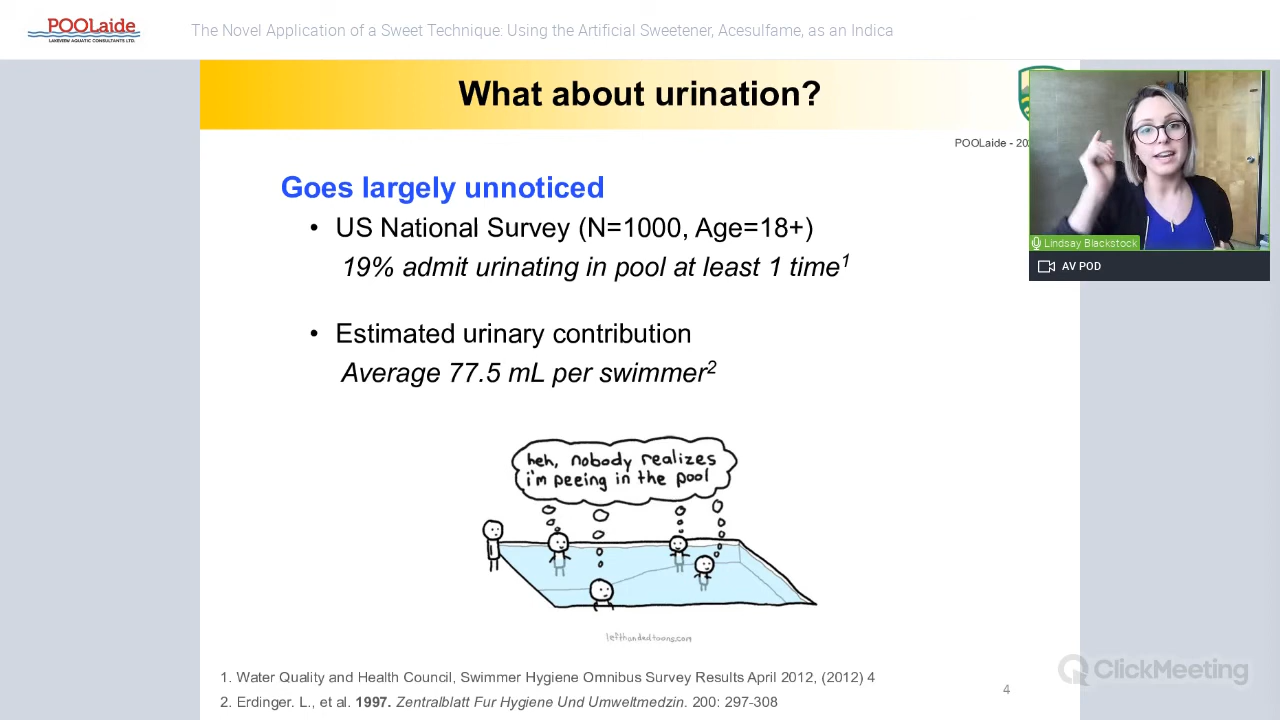 POOLaide
LAKEVIEW AQUATIC CONSULTANTS LTD.
The Novel Application of a Sweet Technique: Using the Artificial Sweetener, Acesulfame, as an Indica
What about urination?
POOLaide - 20
Goes largely unnoticed
• US National Survey (N=1000, Age=18+)
19% admit urinating in pool at least 1 time1
• Estimated urinary contribution
Average 77.5 mL per swimmer2
Lindsay Blackstock
AV POD
heh, nobody realizes
i'm peeing in the pool
lefthandedtoons.com
1. Water Quality and Health Council, Swimmer Hygiene Omnibus Survey Results April 2012, (2012) 4
2. Erdinger. L., et al. 1997. Zentralblatt Fur Hygiene Und Umweltmedzin. 200: 297-308
4
ClickMeeting